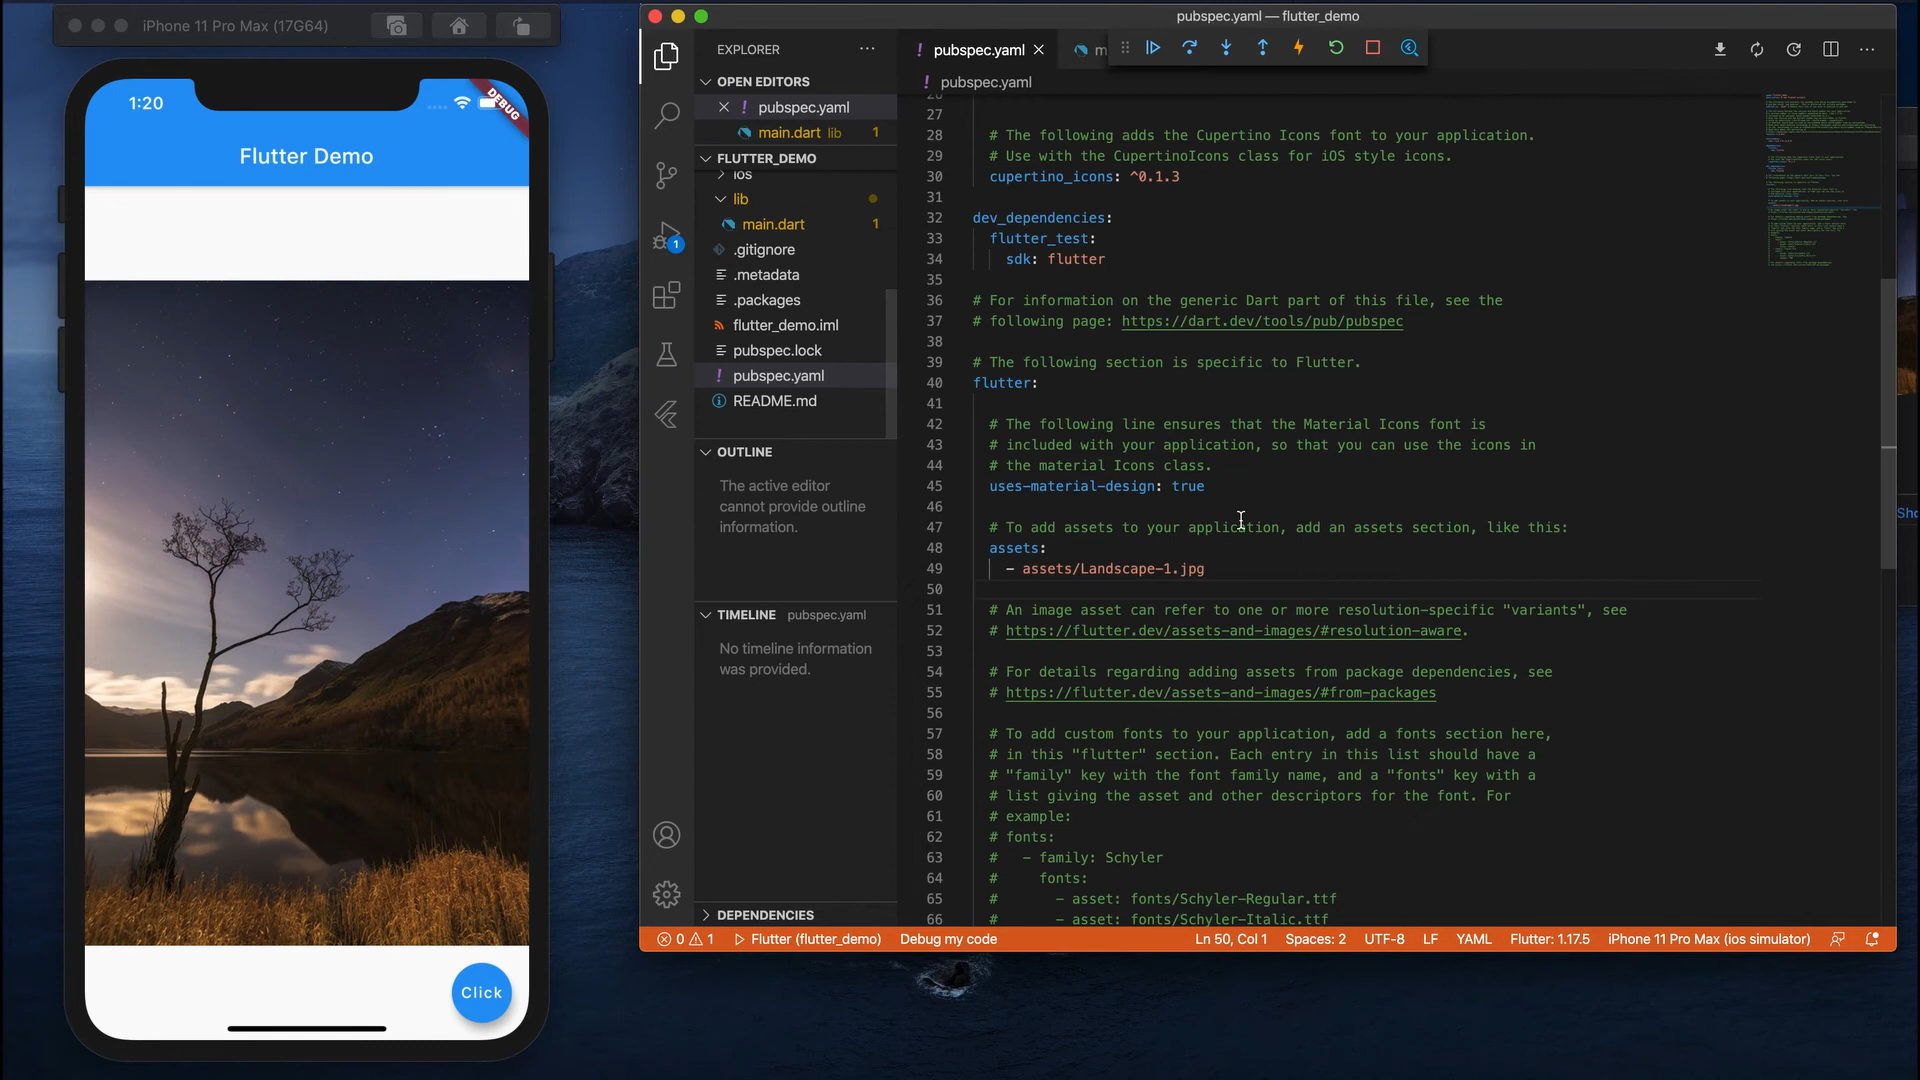 iPhone 11 Pro Max (17G64)
1:20
DEBUG
Flutter Demo
Click
pubspec.yaml — flutter_demo
EXPLORER
OPEN EDITORS
pubspec.yaml
main.dart lib 1
FLUTTER_DEMO
ios
lib
main.dart 1
.gitignore
.metadata
.packages
flutter_demo.iml
pubspec.lock
pubspec.yaml
README.md
OUTLINE
The active editor
cannot provide outline
information.
TIMELINE pubspec.yaml
No timeline information
was provided.
DEPENDENCIES
1
! pubspec.yaml
m
! pubspec.yaml
26
27
28 # The following adds the Cupertino Icons font to your application.
29 # Use with the CupertinoIcons class for iOS style icons.
30 cupertino_icons: ^0.1.3
31
32 dev_dependencies:
33 flutter_test:
34 sdk: flutter
35
36 # For information on the generic Dart part of this file, see the
37 # following page: https://dart.dev/tools/pub/pubspec
38
39 # The following section is specific to Flutter.
40 flutter:
41
42 # The following line ensures that the Material Icons font is
43 # included with your application, so that you can use the icons in
44 # the material Icons class.
45 uses-material-design: true
46
47 # To add assets to your application, add an assets section, like this:
48 assets:
49 - assets/Landscape-1.jpg
50
51 # An image asset can refer to one or more resolution-specific "variants", see
52 # https://flutter.dev/assets-and-images/#resolution-aware.
53
54 # For details regarding adding assets from package dependencies, see
55 # https://flutter.dev/assets-and-images/#from-packages
56
57 # To add custom fonts to your application, add a fonts section here,
58 # in this "flutter" section. Each entry in this list should have a
59 # "family" key with the font family name, and a "fonts" key with a
60 # list giving the asset and other descriptors for the font. For
61 # example:
62 # fonts:
63 # - family: Schyler
64 # fonts:
65 # - asset: fonts/Schyler-Regular.ttf
66 # - asset: fonts/Schyler-Italic.ttf
Sho
0 1 Flutter (flutter_demo) Debug my code Ln 50, Col 1 Spaces: 2 UTF-8 LF YAML Flutter: 1.17.5 iPhone 11 Pro Max (ios simulator)